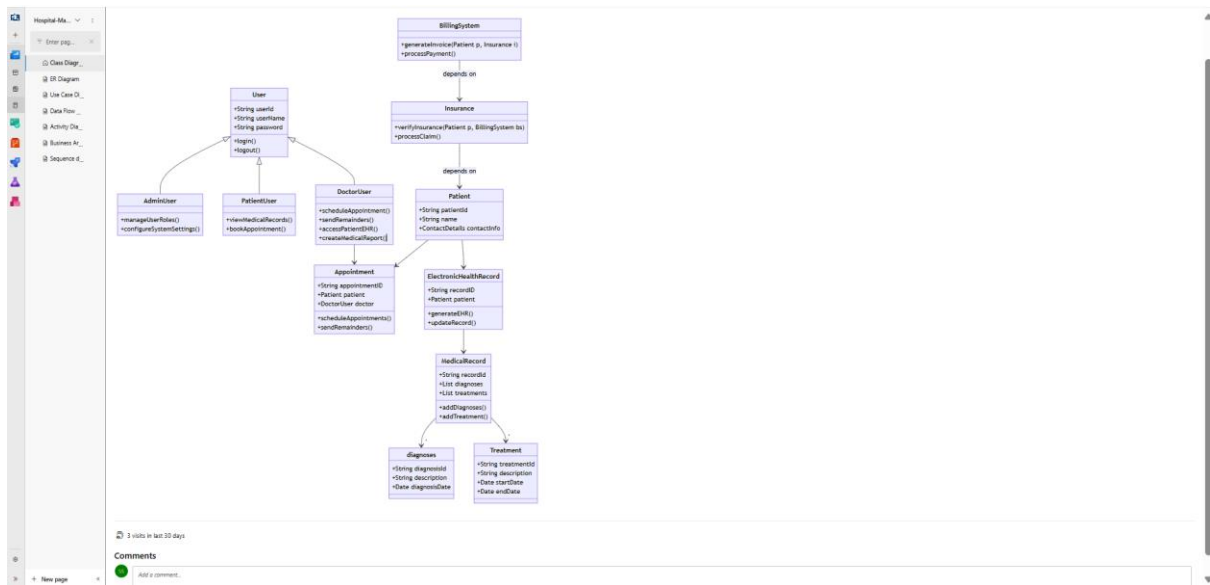 Hospital-Ma...
Enter pag...
Class Diagr_
ER Diagram
Use Case Di_
Data Flow _
Activity Dia_
Business Ar_
Sequence d_
+ New page
BillingSystem
+generateInvoice(Patient p, Insurance i)
+processPayment()
depends on
Insurance
+verifyInsurance(Patient p, BillingSystem bs)
+processClaim()
depends on
User
+String userId
+String userName
+String password
+login()
+logout()
AdminUser
+manageUserRoles()
+configureSystemSettings()
PatientUser
+viewMedicalRecords()
+bookAppointment()
DoctorUser
+scheduleAppointment()
+sendRemainders()
+accessPatientEHR()
+createMedicalReport()
Patient
+String patientId
+String name
+ContactDetails contactInfo
Appointment
+String appointmentID
+Patient patient
+DoctorUser doctor
+scheduleAppointments()
+sendRemainders()
ElectronicHealthRecord
+String recordID
+Patient patient
+generateEHR()
+updateRecord()
MedicalRecord
+String recordId
+List diagnoses
+List treatments
+addDiagnoses()
+addTreatment()
diagnoses
+String diagnosisId
+String description
+Date diagnosisDate
Treatment
+String treatmentId
+String description
+Date startDate
+Date endDate
3 visits in last 30 days
Comments
Add a comment...